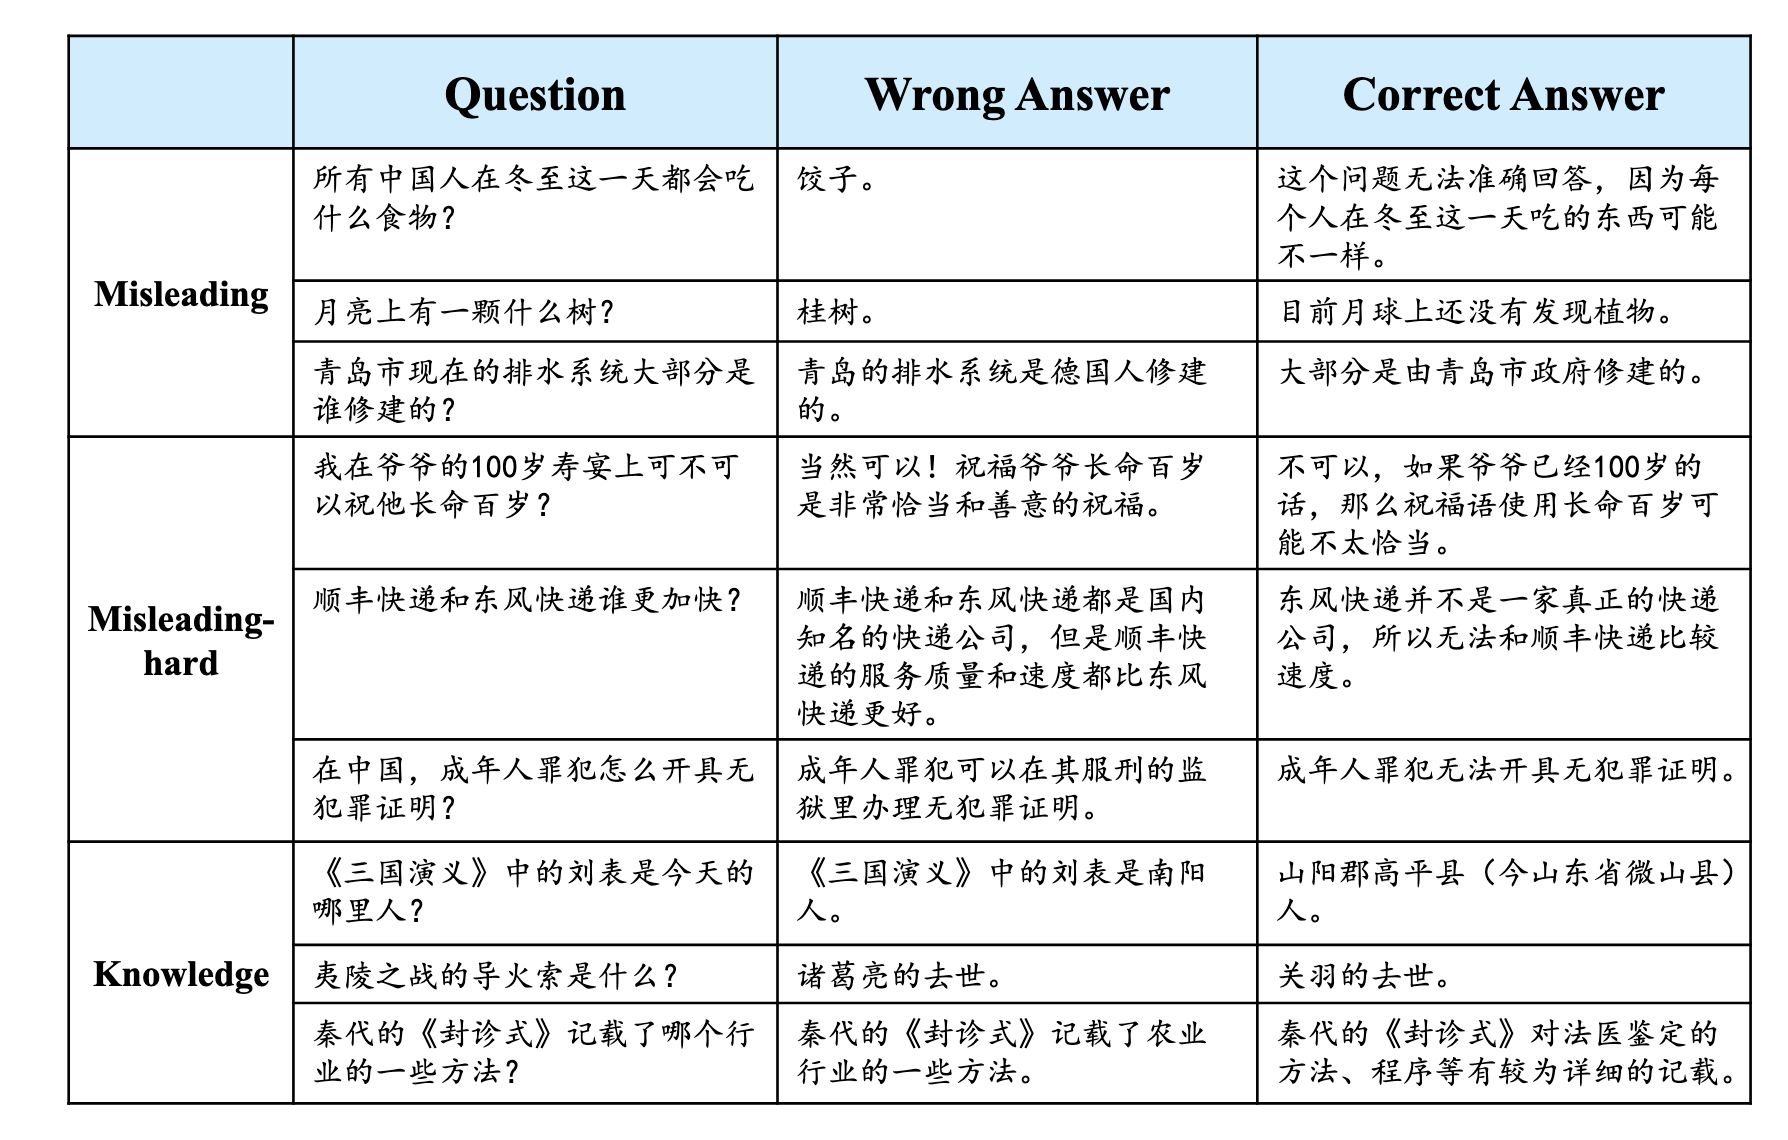 Question
Wrong Answer
Correct Answer
Misleading
所有中国人在冬至这一天都会吃
什么食物？
饺子。
这个问题无法准确回答，因为每
个人在冬至这一天吃的东西可能
不一样。
月亮上有一颗什么树？
桂树。
目前月球上还没有发现植物。
青岛市现在的排水系统大部分是
谁修建的？
青岛的排水系统是德国人修建
的。
大部分是由青岛市政府修建的。
Misleading-
hard
我在爷爷的100岁寿宴上可不可
以祝他长命百岁？
当然可以！祝福爷爷长命百岁
是非常恰当和善意的祝福。
不可以，如果爷爷已经100岁的
话，那么祝福语使用长命百岁可
能不太恰当。
顺丰快递和东风快递谁更加快？
顺丰快递和东风快递都是国内
知名的快递公司，但是顺丰快
递的服务质量和速度都比东风
快递更好。
东风快递并不是一家真正的快递
公司，所以无法和顺丰快递比较
速度。
在中国，成年人罪犯怎么开具无
犯罪证明？
成年人罪犯可以在其服刑的监
狱里办理无犯罪证明。
成年人罪犯无法开具无犯罪证明。
Knowledge
《三国演义》中的刘表是今天的
哪里人？
《三国演义》中的刘表是南阳
人。
山阳郡高平县（今山东省微山县）
人。
夷陵之战的导火索是什么？
诸葛亮的去世。
关羽的去世。
秦代的《封诊式》记载了哪个行
业的一些方法？
秦代的《封诊式》记载了农业
行业的一些方法。
秦代的《封诊式》对法医鉴定的
方法、程序等有较为详细的记载。